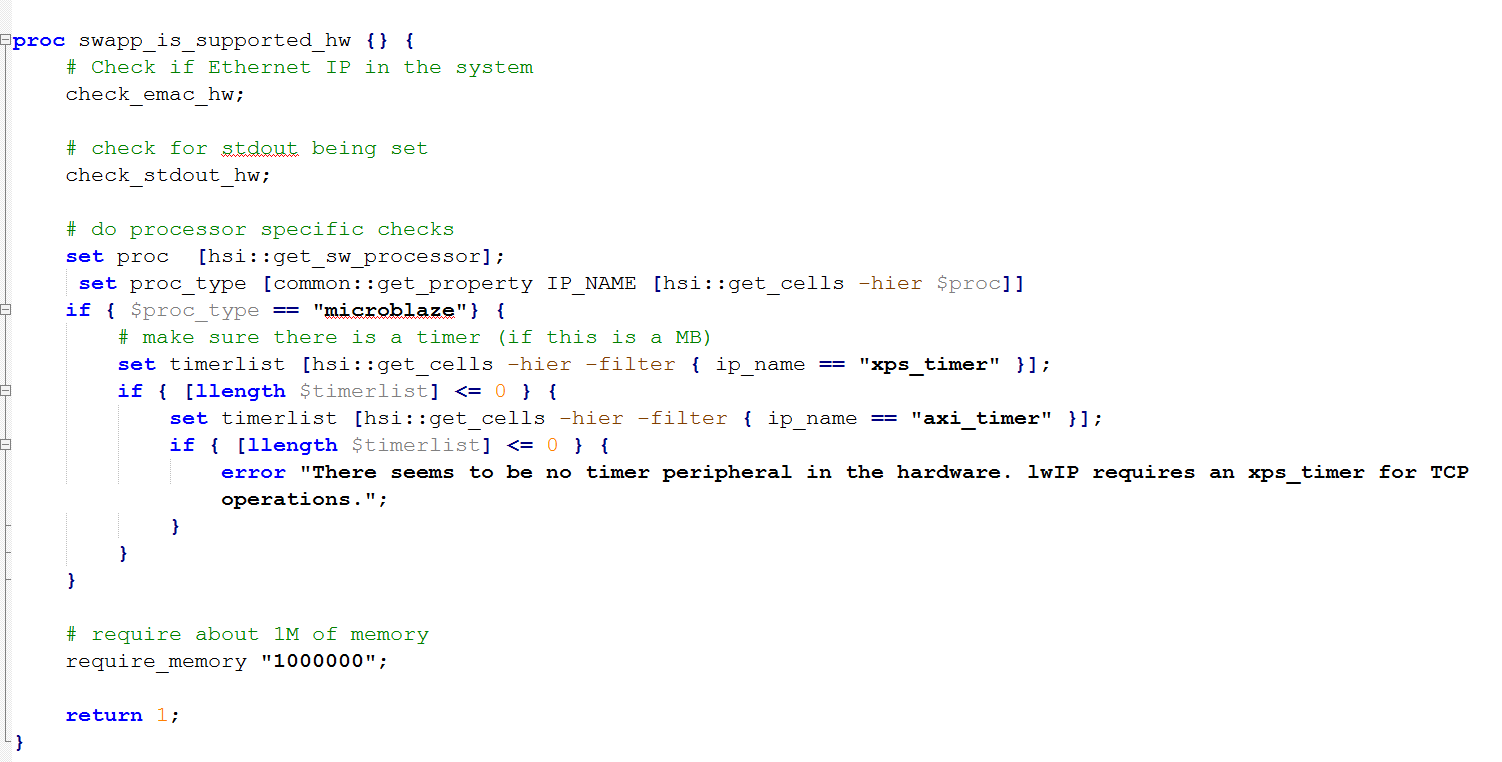 proc swapp_is_supported_hw {} {
    # Check if Ethernet IP in the system
    check_emac_hw;

    # check for stdout being set
    check_stdout_hw;

    # do processor specific checks
    set proc  [hsi::get_sw_processor];
     set proc_type [common::get_property IP_NAME [hsi::get_cells -hier $proc]]
    if { $proc_type == "microblaze"} {
        # make sure there is a timer (if this is a MB)
        set timerlist [hsi::get_cells -hier -filter { ip_name == "xps_timer" }];
        if { [llength $timerlist] <= 0 } {
            set timerlist [hsi::get_cells -hier -filter { ip_name == "axi_timer" }];
            if { [llength $timerlist] <= 0 } {
                error "There seems to be no timer peripheral in the hardware. lwIP requires an xps_timer for TCP
                operations.";
            }
        }
    }

    # require about 1M of memory
    require_memory "1000000";

    return 1;
}